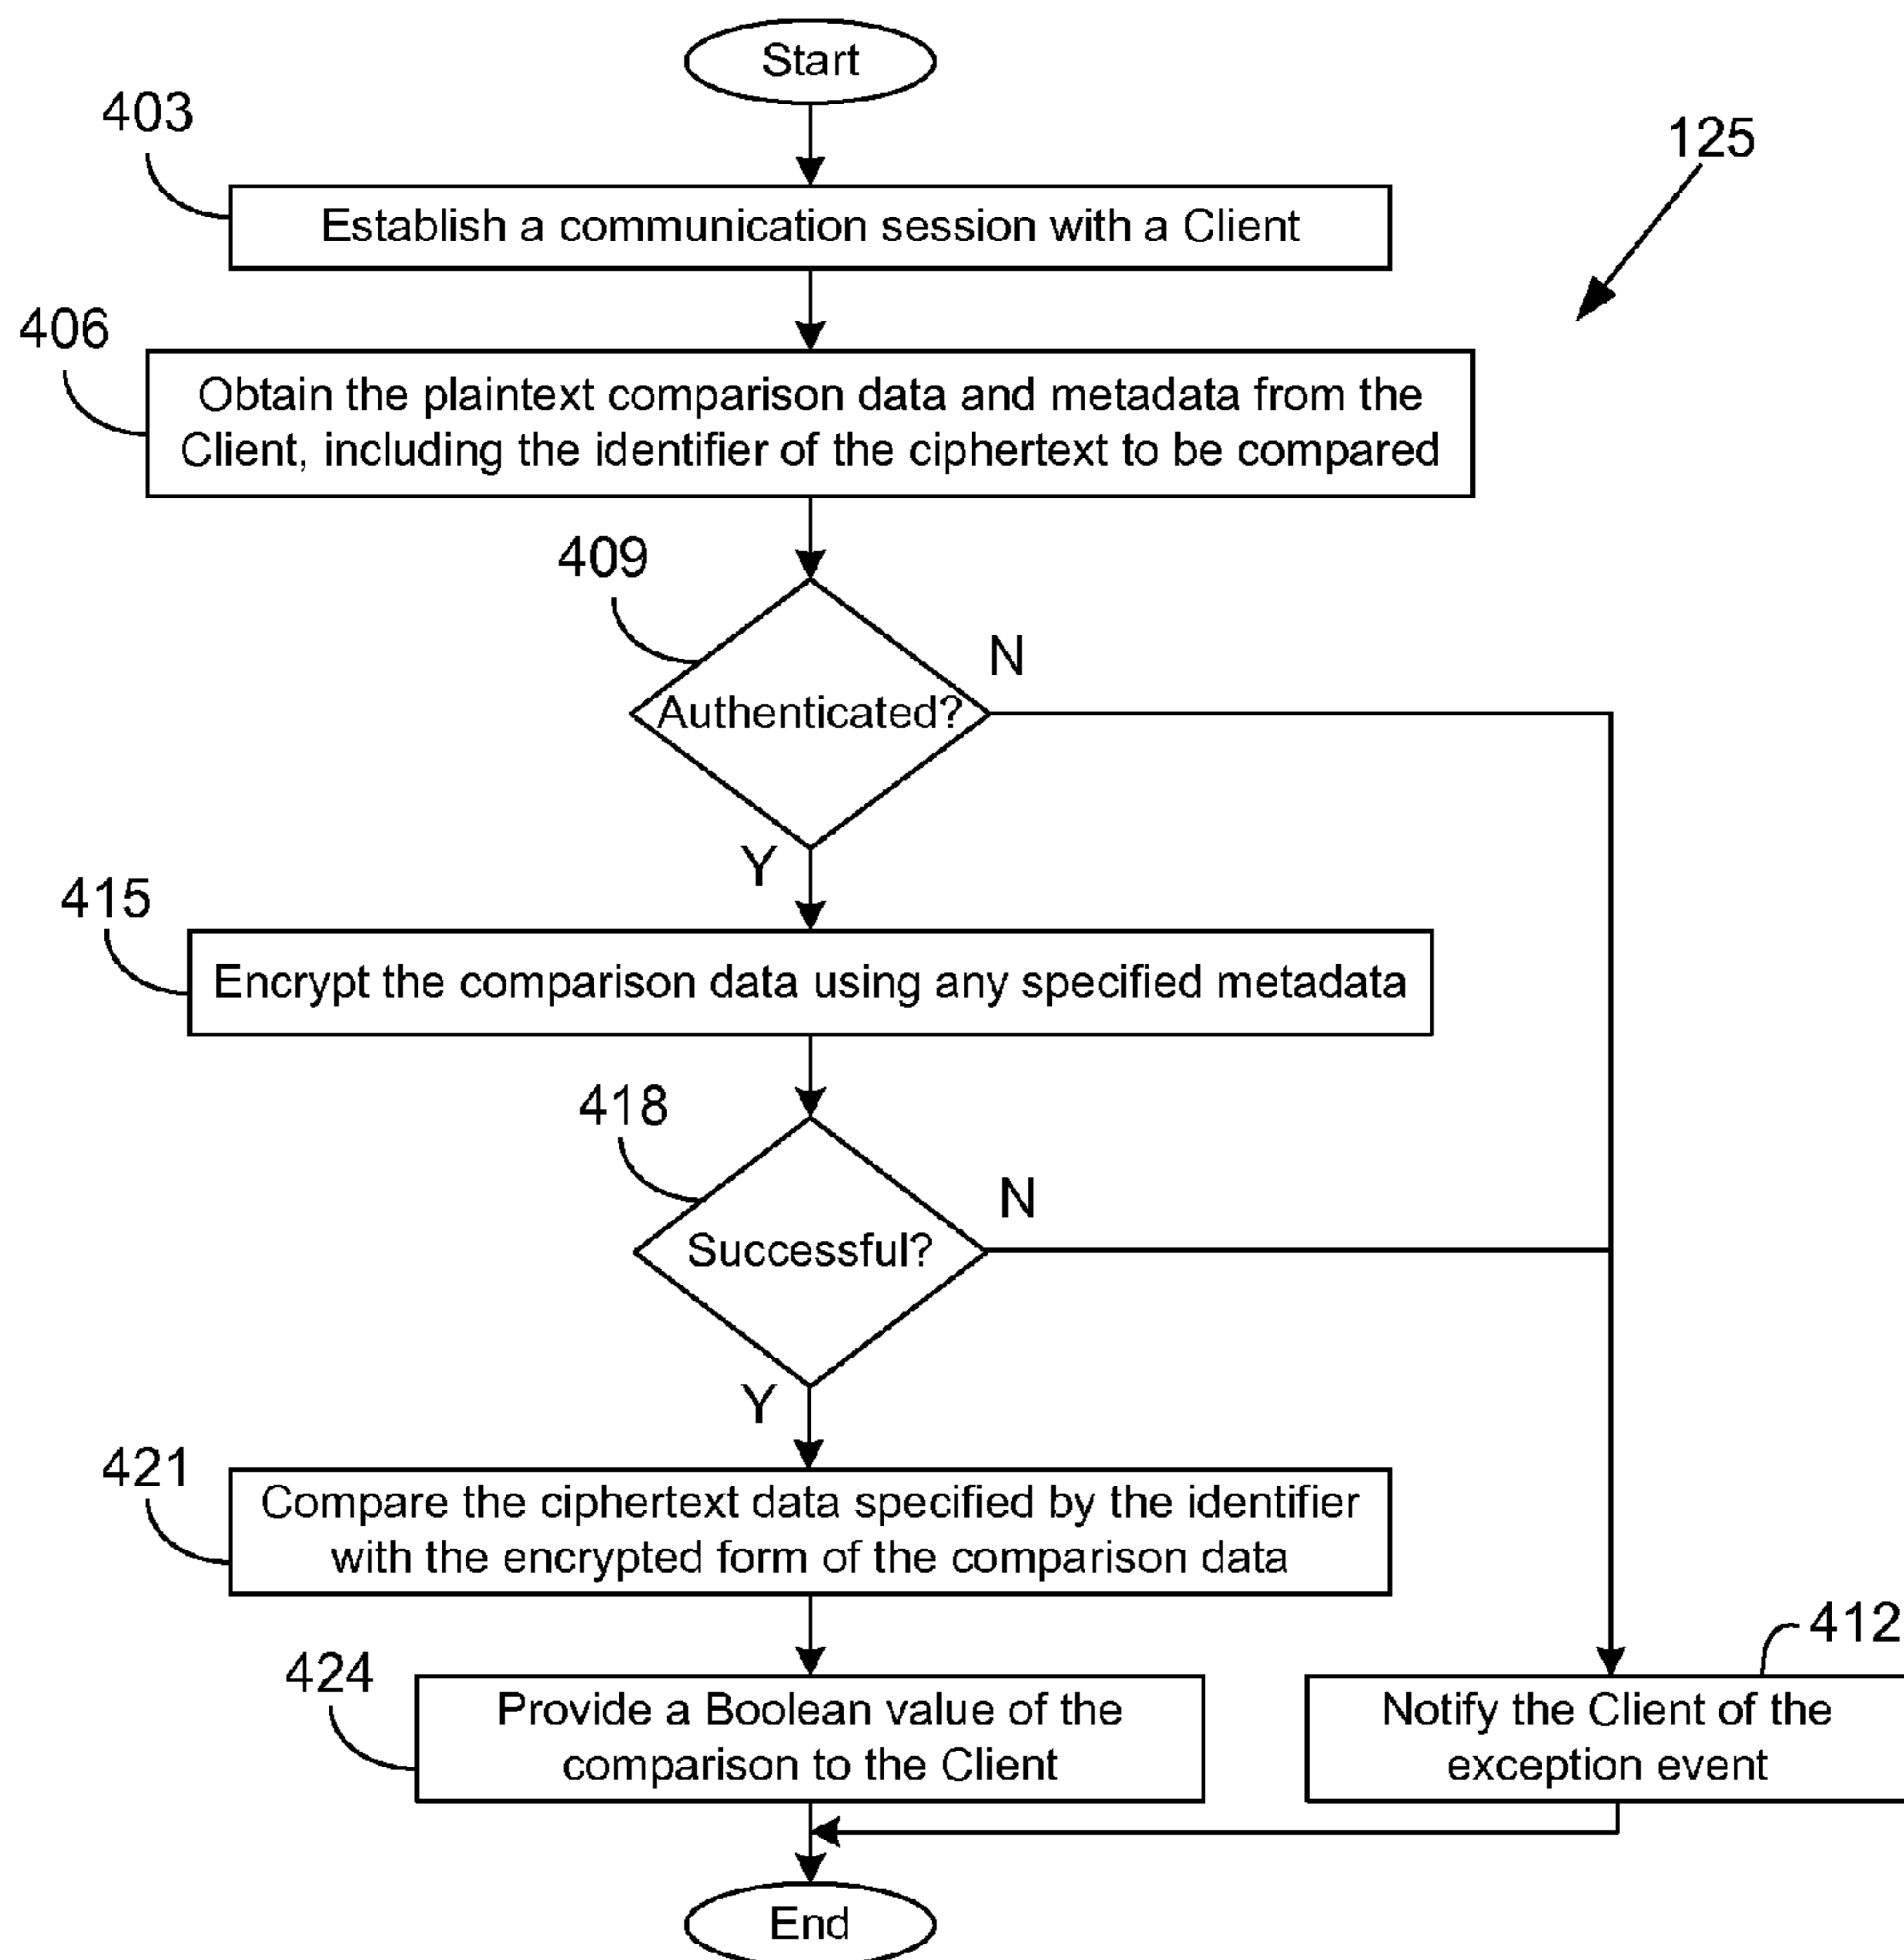 Start
403
125
Establish a communication session with a Client
406
Obtain the plaintext comparison data and metadata from the
Client, including the identifier of the ciphertext to be compared
409
N
Authenticated?
Y
415
Encrypt the comparison data using any specified metadata
418
N
Successful?
Y
421
Compare the ciphertext data specified by the identifier
with the encrypted form of the comparison data
412
424
Provide a Boolean value of the
comparison to the Client
Notify the Client of the
exception event
End